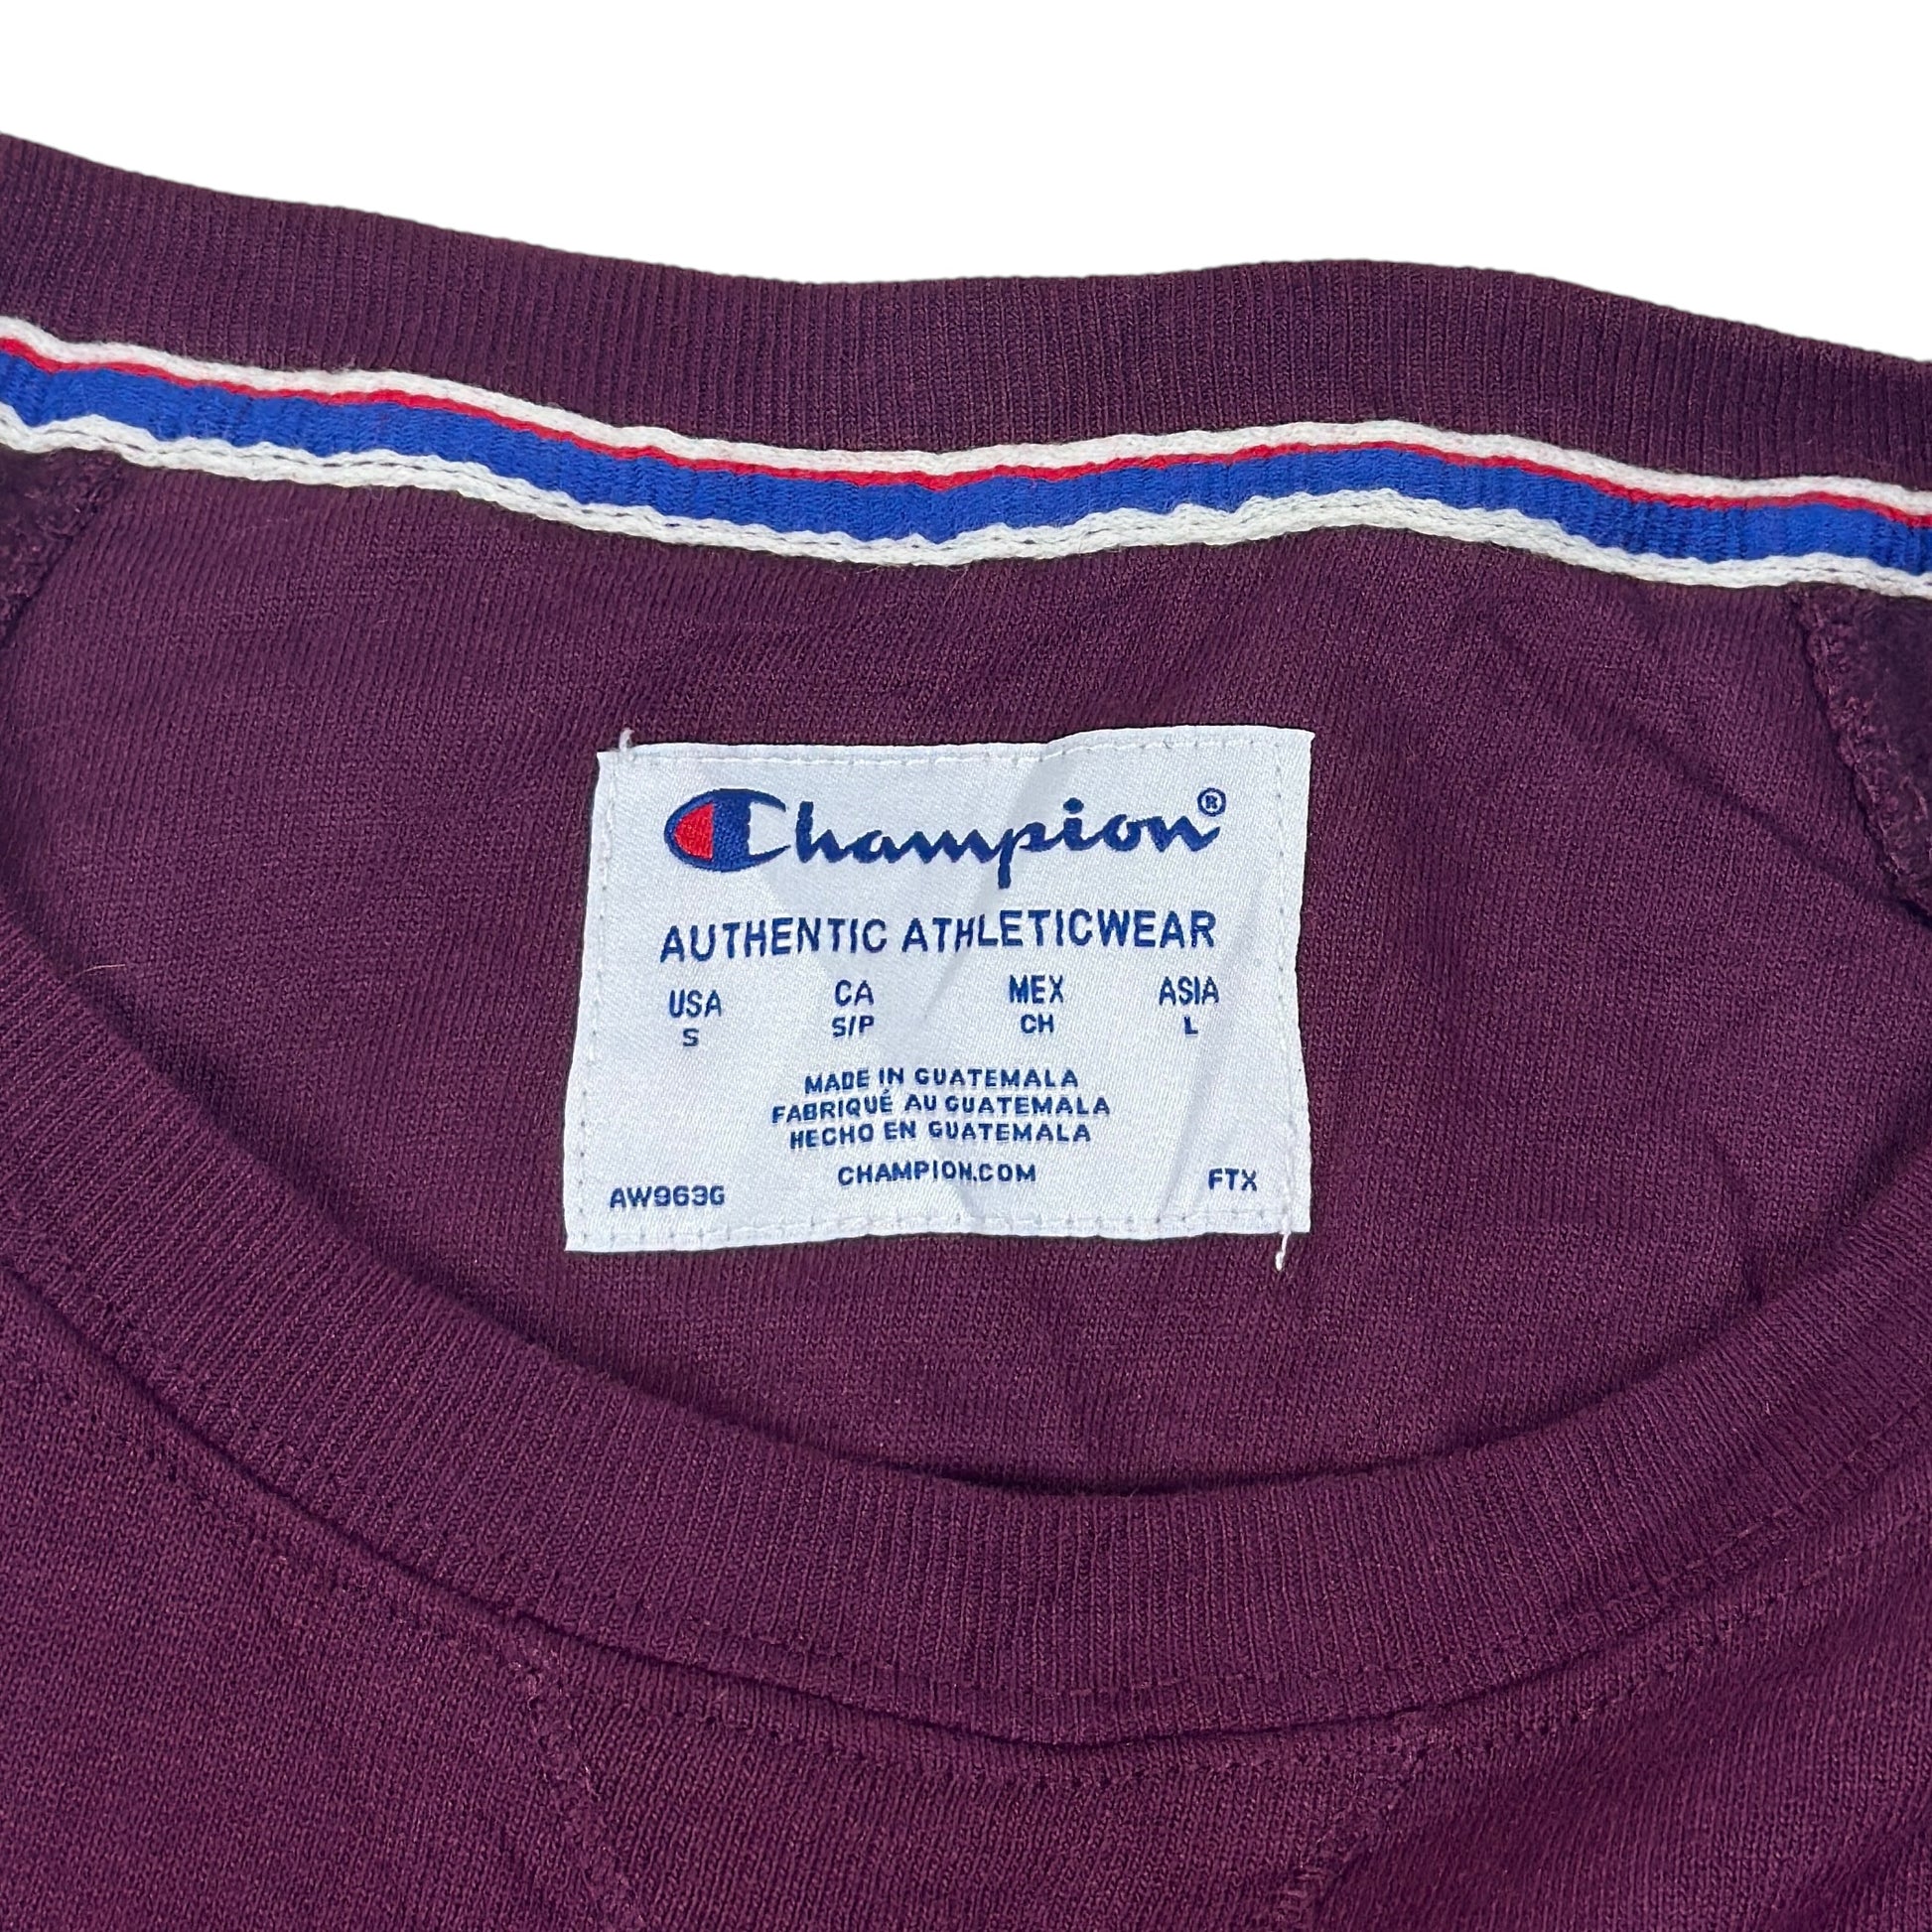 Champion®
AUTHENTIC ATHLETICWEAR
USA CA MEX ASIA
S S/P CH L
MADE IN GUATEMALA
FABRIQUÉ AU GUATEMALA
HECHO EN GUATEMALA
CHAMPION.COM
AW963G FTX